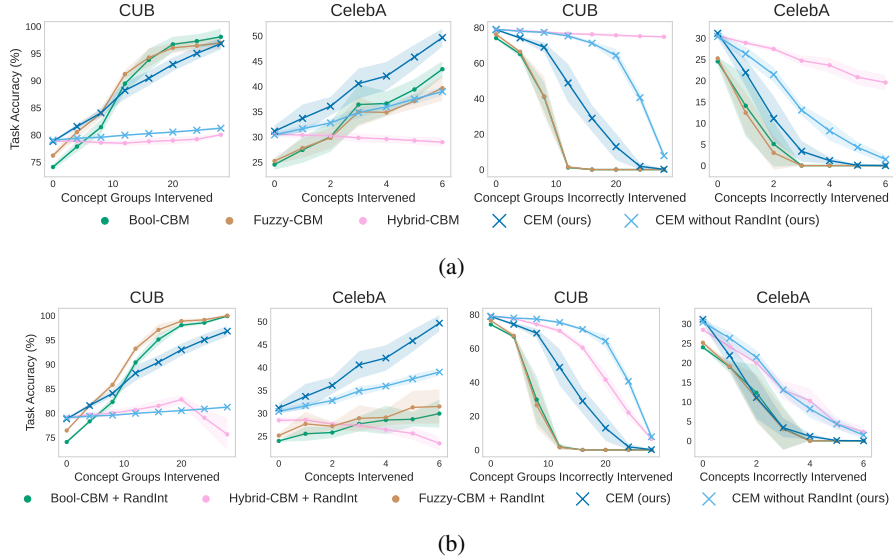 CUB
CelebA
CUB
CelebA
Task Accuracy (%)
100
95
90
85
80
75
0
10
20
Concept Groups Intervened
50
45
40
35
30
25
0
2
4
6
Concepts Intervened
80
60
40
20
0
0
10
20
Concept Groups Incorrectly Intervened
30
25
20
15
10
5
0
0
2
4
6
Concepts Incorrectly Intervened
Bool-CBM
Fuzzy-CBM
Hybrid-CBM
CEM (ours)
CEM without RandInt (ours)
(a)
CUB
CelebA
CUB
CelebA
Task Accuracy (%)
100
95
90
85
80
75
0
10
20
Concept Groups Intervened
50
45
40
35
30
25
0
2
4
6
Concepts Intervened
80
60
40
20
0
0
10
20
Concept Groups Incorrectly Intervened
30
25
20
15
10
5
0
0
2
4
6
Concepts Incorrectly Intervened
Bool-CBM + RandInt
Hybrid-CBM + RandInt
Fuzzy-CBM + RandInt
CEM (ours)
CEM without RandInt (ours)
(b)